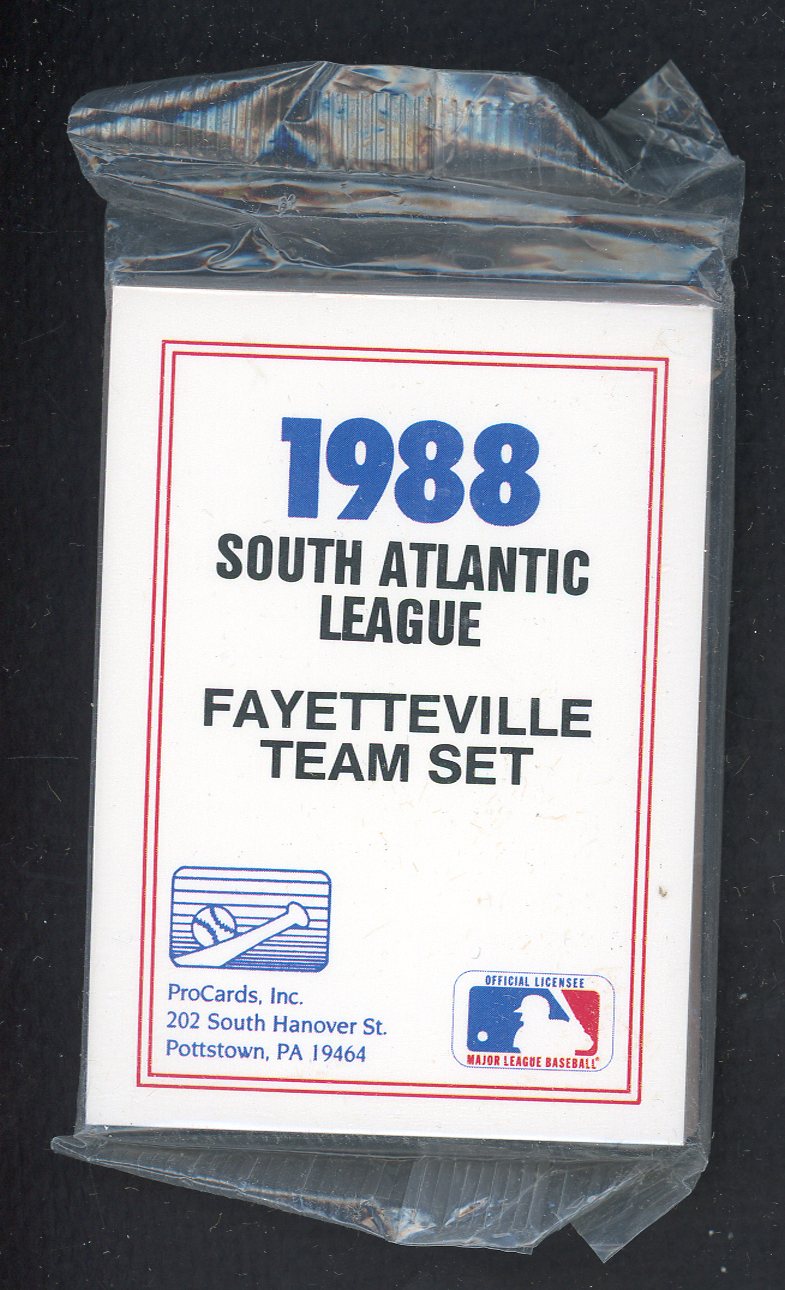 1988
SOUTH ATLANTIC
LEAGUE
FAYETTEVILLE
TEAM SET
ProCards, Inc.
202 South Hanover St.
Pottstown, PA 19464
OFFICIAL LICENSEE
MAJOR LEAGUE BASEBALL®